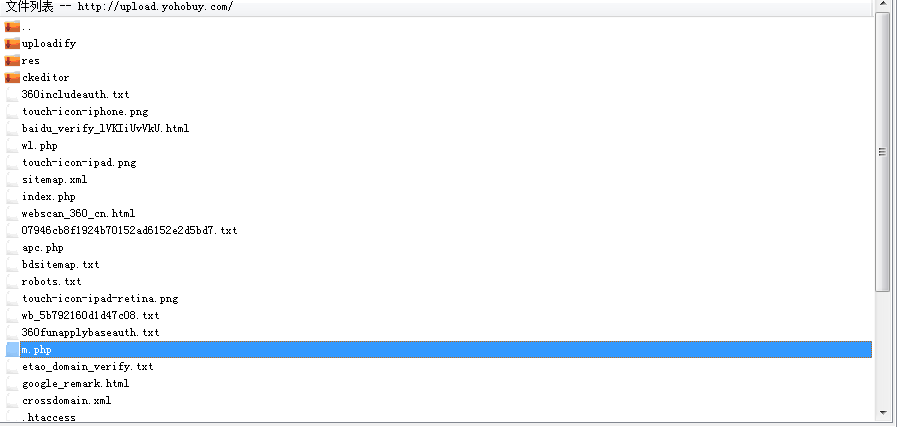 文件列表 -- http://upload.yohobuy.com/
..
uploadify
res
ckeditor
360includeauth.txt
touch-icon-iphone.png
baidu_verify_lVKIiUvVkU.html
wl.php
touch-icon-ipad.png
sitemap.xml
index.php
webscan_360_cn.html
07946cb8f1924b70152ad6152e2d5bd7.txt
apc.php
bdsitemap.txt
robots.txt
touch-icon-ipad-retina.png
wb_5b792160d1d47c08.txt
360funapplybaseauth.txt
m.php
etao_domain_verify.txt
google_remark.html
crossdomain.xml
.htaccess